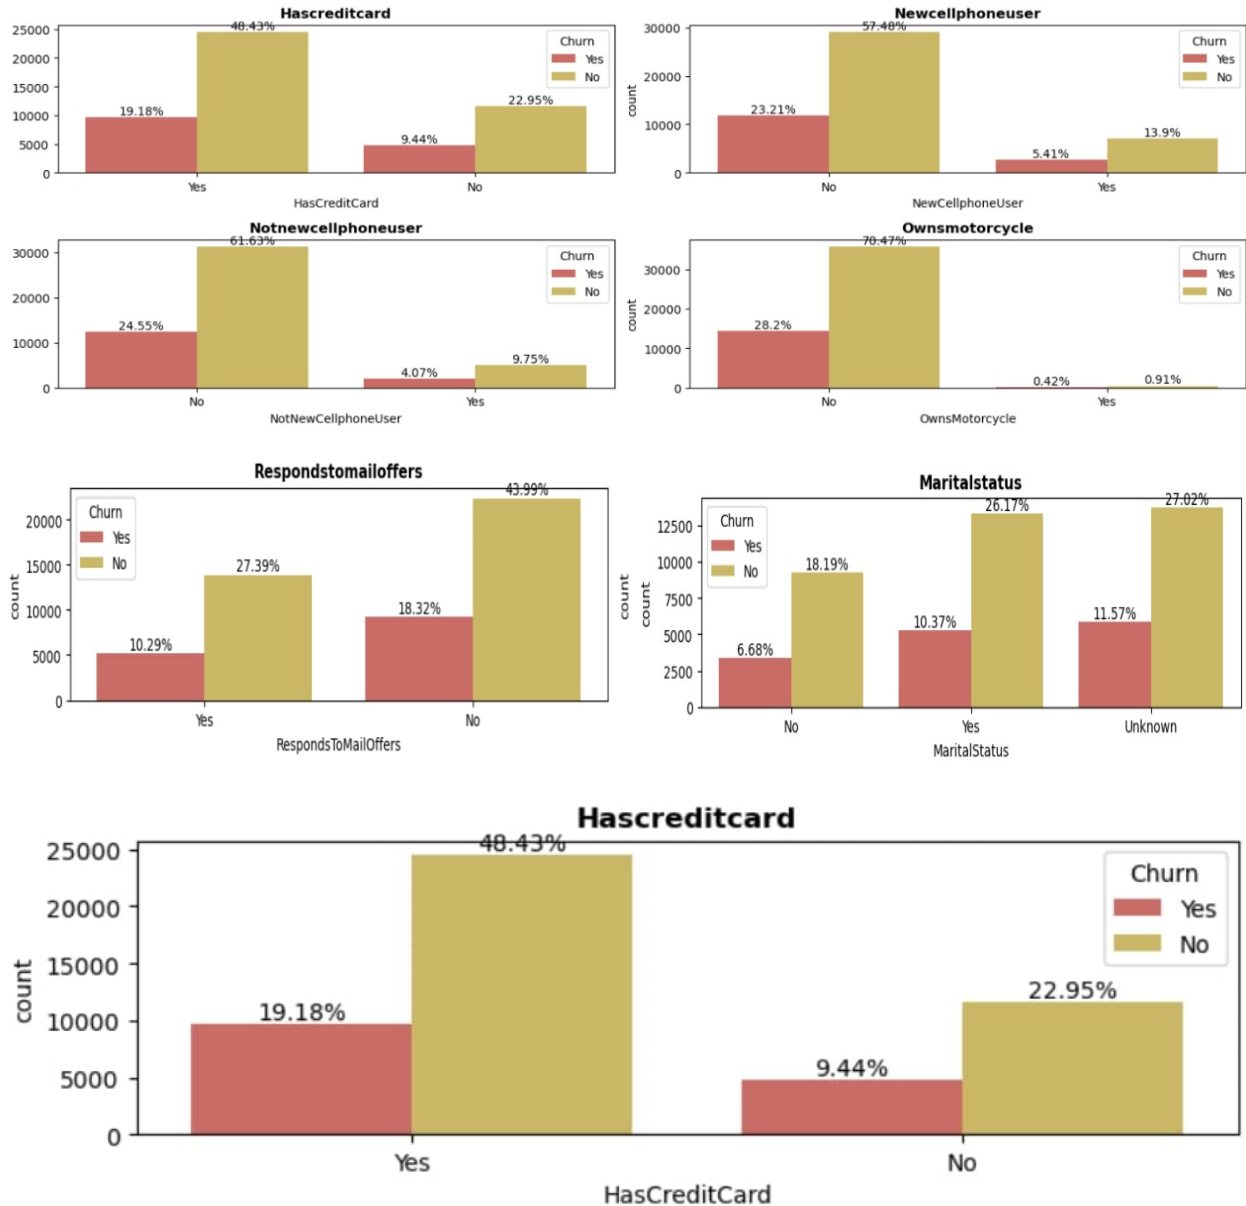 Hascreditcard
25000
20000
15000
10000
5000
0
19.18%
48.43%
9.44%
22.95%
Churn
Yes
No
Yes
No
HasCreditCard
Newcellphoneuser
count
30000
20000
10000
0
23.21%
57.48%
5.41%
13.9%
Churn
Yes
No
No
Yes
NewCellphoneUser
Notnewcellphoneuser
30000
20000
10000
0
24.55%
61.63%
4.07%
9.75%
Churn
Yes
No
No
Yes
NotNewCellphoneUser
Ownsmotorcycle
count
30000
20000
10000
0
28.2%
70.47%
0.42%
0.91%
Churn
Yes
No
No
Yes
OwnsMotorcycle
Respondstomailoffers
count
20000
15000
10000
5000
0
Churn
Yes
No
10.29%
27.39%
18.32%
43.99%
Yes
No
RespondsToMailOffers
count
Maritalstatus
count
12500
10000
7500
5000
2500
0
Churn
Yes
No
6.68%
18.19%
10.37%
26.17%
11.57%
27.02%
No
Yes
Unknown
MaritalStatus
Hascreditcard
count
25000
20000
15000
10000
5000
0
19.18%
48.43%
9.44%
22.95%
Churn
Yes
No
Yes
No
HasCreditCard